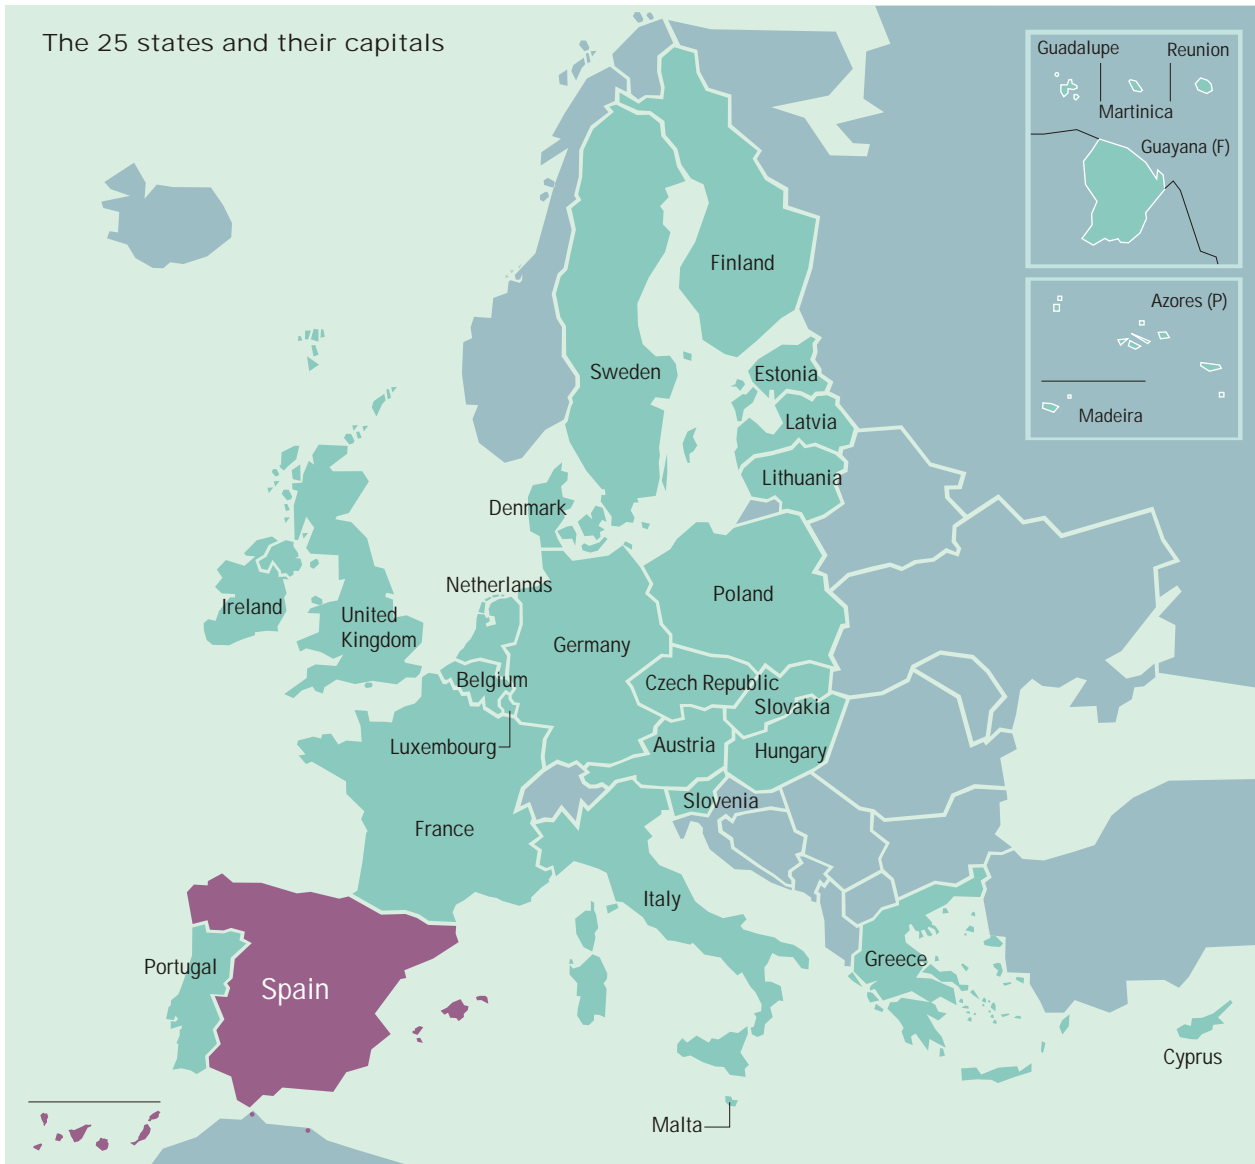 The 25 states and their capitals
Guadalupe
Reunion
Martinica
Guayana (F)
Azores (P)
Madeira
Finland
Sweden
Estonia
Latvia
Lithuania
Denmark
Netherlands
Ireland
United
Kingdom
Poland
Germany
Belgium
Czech Republic
Slovakia
Luxembourg
Austria
Hungary
Slovenia
France
Italy
Portugal
Spain
Greece
Cyprus
Malta